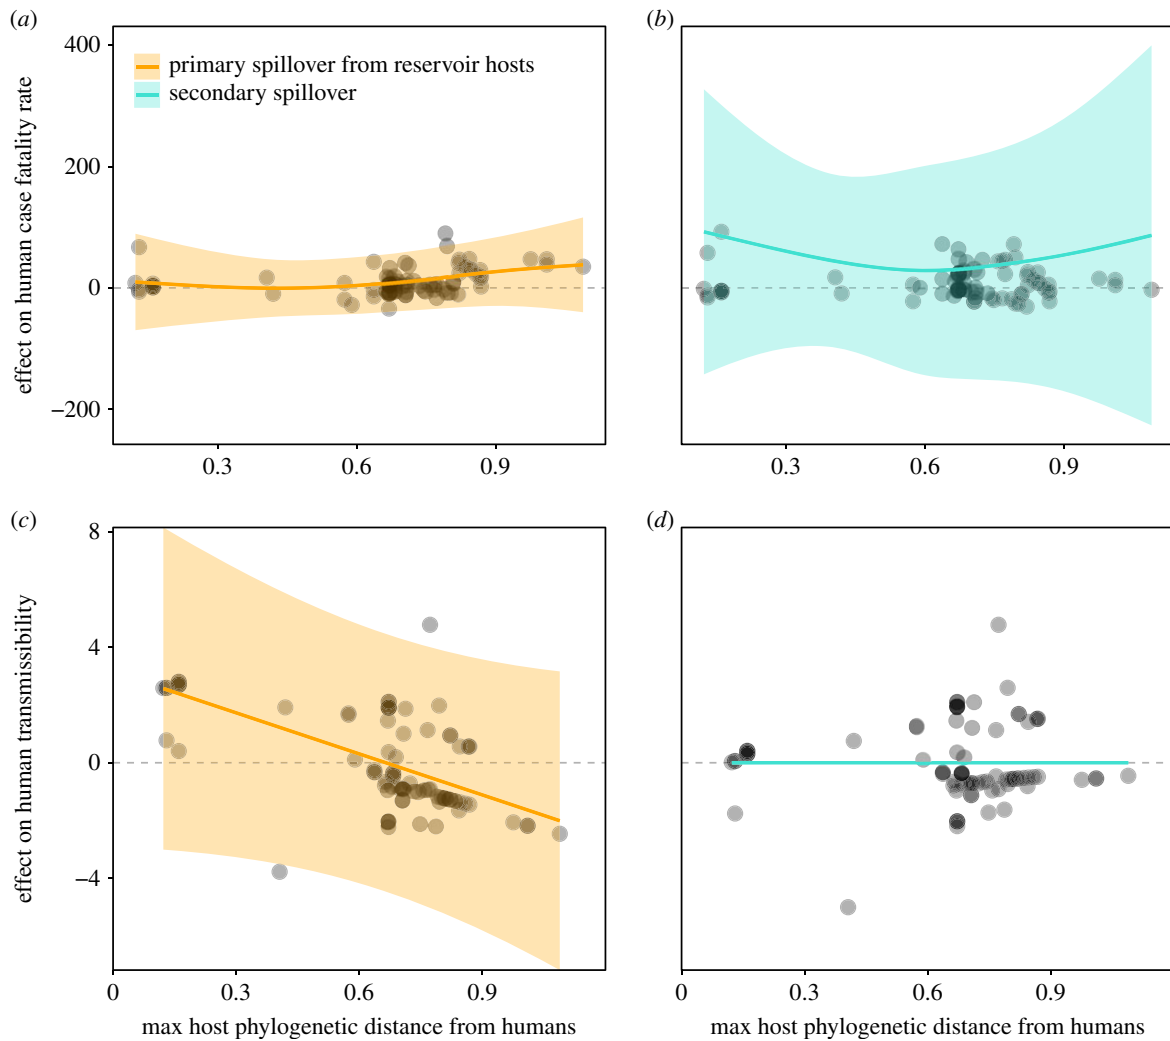 (a)
(b)
effect on human case fatality rate
400
200
0
−200
primary spillover from reservoir hosts
secondary spillover
0.3 0.6 0.9
0.3 0.6 0.9
(c)
(d)
effect on human transmissibility
8
4
0
−4
0 0.3 0.6 0.9
0 0.3 0.6 0.9
max host phylogenetic distance from humans
max host phylogenetic distance from humans